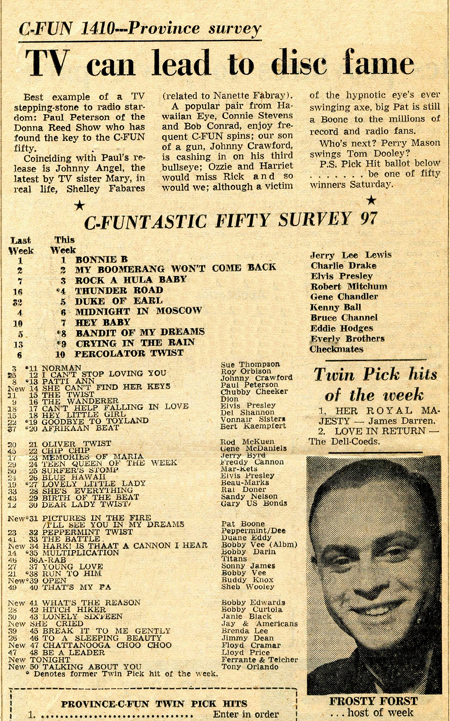 C-FUN 1410---Province survey
TV can lead to disc fame
Best example of a TV
stepping-stone to radio star-
dom: Paul Peterson of the
Donna Reed Show who has
found the key to the C-FUN
fifty.
Coinciding with Paul's re-
lease is Johnny Angel, the
latest by TV sister Mary, in
real life, Shelley Fabares
(related to Nanette Fabray).
A popular pair from Ha-
waiian Eye, Connie Stevens
and Bob Conrad, enjoy fre-
quent C-FUN spins; our son
of a gun, Johnny Crawford,
is cashing in on his third
bullseye; Ozzie and Harriet
would miss Rick and so
would we; although a victim
of the hypnotic eye's ever
swinging axe, big Pat is still
a Boone to the millions of
record and radio fans.
Who's next? Perry Mason
swings Tom Dooley?
P.S. Pick Hit ballot below
. . . . . . . be one of fifty
winners Saturday.
C-FUNTASTIC FIFTY SURVEY 97
Last Week This Week
1 1 BONNIE B Jerry Lee Lewis
2 2 MY BOOMERANG WON'T COME BACK Charlie Drake
7 3 ROCK A HULA BABY Elvis Presley
16 *4 THUNDER ROAD Robert Mitchum
32 5 DUKE OF EARL Gene Chandler
4 6 MIDNIGHT IN MOSCOW Kenny Ball
10 7 HEY BABY Bruce Channel
5 *8 BANDIT OF MY DREAMS Eddie Hodges
13 *9 CRYING IN THE RAIN Everly Brothers
6 10 PERCOLATOR TWIST Checkmates
3 *11 NORMAN Sue Thompson
25 12 I CAN'T STOP LOVING YOU Roy Orbison
8 *13 PATTI ANN Johnny Crawford
New 14 SHE CAN'T FIND HER KEYS Paul Peterson
11 15 THE TWIST Chubby Checker
9 16 THE WANDERER Dion
18 17 CAN'T HELP FALLING IN LOVE Elvis Presley
15 18 HEY LITTLE GIRL Del Shannon
22 *19 GOODBYE TO TOYLAND Vonnair Sisters
37 *20 AFRIKAAN BEAT Bert Kaempfert
20 21 OLIVER TWIST Rod McKuen
45 22 CHIP CHIP Gene McDaniels
17 23 MEMORIES OF MARIA Jerry Byrd
29 24 TEEN QUEEN OF THE WEEK Freddy Cannon
50 25 SURFER'S STOMP Mar-Kets
24 26 BLUE HAWAII Elvis Presley
26 *27 LOVELY LITTLE LADY Beau-Marks
33 28 SHE'S EVERYTHING Ral Doner
43 29 BIRTH OF THE BEAT Sandy Nelson
12 30 DEAR LADY TWIST Gary US Bonds
New *31 PICTURES IN THE FIRE
/I'LL SEE YOU IN MY DREAMS Pat Boone
23 32 PEPPERMINT TWIST Peppermint/Dee
41 33 THE BATTLE Duane Eddy
New *34 HARK! IS THAAT A CANNON I HEAR Bobby Vee (Albm)
14 *35 MULTIPLICATION Bobby Darin
46 36 A-RAB Titans
27 37 YOUNG LOVE Sonny James
21 *38 RUN TO HIM Bobby Vee
New *39 OPEN Buddy Knox
49 40 THAT'S MY PA Sheb Wooley
New 41 WHAT'S THE REASON Bobby Edwards
28 42 HITCH HIKER Bobby Curtola
30 43 LONELY SIXTEEN Janie Black
New SHE CRIED Jay & Americans
39 45 BREAK IT TO ME GENTLY Brenda Lee
26 46 TO A SLEEPING BEAUTY Jimmy Dean
New 47 CHATTANOOGA CHOO CHOO Floyd Cramar
47 48 BE A LEADER Lloyd Price
New TONIGHT Ferrante & Teicher
New 50 TALKING ABOUT YOU Tony Orlando
* Denotes former Twin Pick hit of the week.
Twin Pick hits
of the week
1. HER ROYAL MA-
JESTY — James Darren.
2. LOVE IN RETURN —
The Dell-Coeds.
FROSTY FORST
. . . host of week
PROVINCE-C-FUN TWIN PICK HITS
1. . . . . . . . . . . . . . . . . . . . . . . . Enter in order